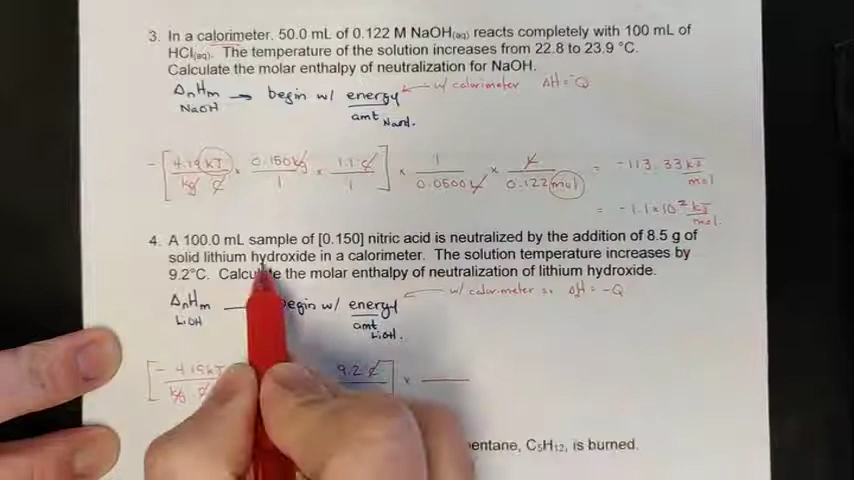 3. In a calorimeter. 50.0 mL of 0.122 M NaOH(aq) reacts completely with 100 mL of
HCl(aq). The temperature of the solution increases from 22.8 to 23.9 °C.
Calculate the molar enthalpy of neutralization for NaOH.
ΔnHm → begin w/ energy ← w/ calorimeter ΔH = -Q
NaOH amt NaOH.
- [4.19 kJ / kg °C × 0.150 kg / 1 × 1.1 °C / 1] × 1 / 0.0500 L × L / 0.122 mol = -113.33 kJ / mol
= -1.1 × 10² kJ / mol.
4. A 100.0 mL sample of [0.150] nitric acid is neutralized by the addition of 8.5 g of
solid lithium hydroxide in a calorimeter. The solution temperature increases by
9.2°C. the molar enthalpy of neutralization of lithium hydroxide.
ΔnHm begin w/ energy ← w/ calorimeter so ΔH = -Q
LiOH amt LiOH.
[- 4.19 kJ / kg °C 9.2 °C ] ×
pentane, C₅H₁₂, is burned.